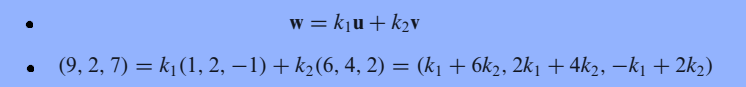 • w = k₁u + k₂v
• (9, 2, 7) = k₁(1, 2, −1) + k₂(6, 4, 2) = (k₁ + 6k₂, 2k₁ + 4k₂, −k₁ + 2k₂)